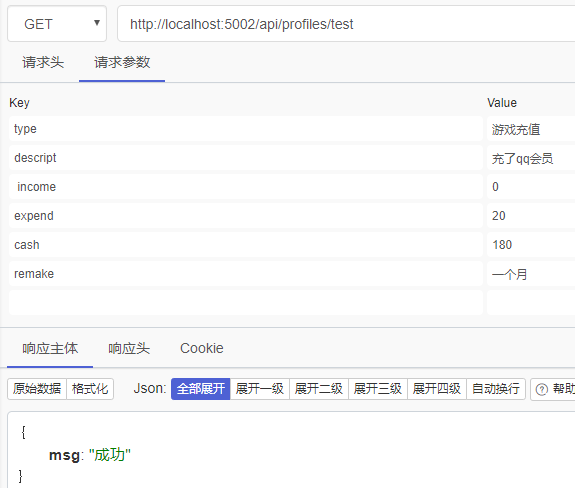 GET http://localhost:5002/api/profiles/test
请求头 请求参数
Key Value
type 游戏充值
descript 充了qq会员
income 0
expend 20
cash 180
remake 一个月
响应主体 响应头 Cookie
原始数据 格式化 Json: 全部展开 展开一级 展开二级 展开三级 展开四级 自动换行 ? 帮助
{
msg: "成功"
}